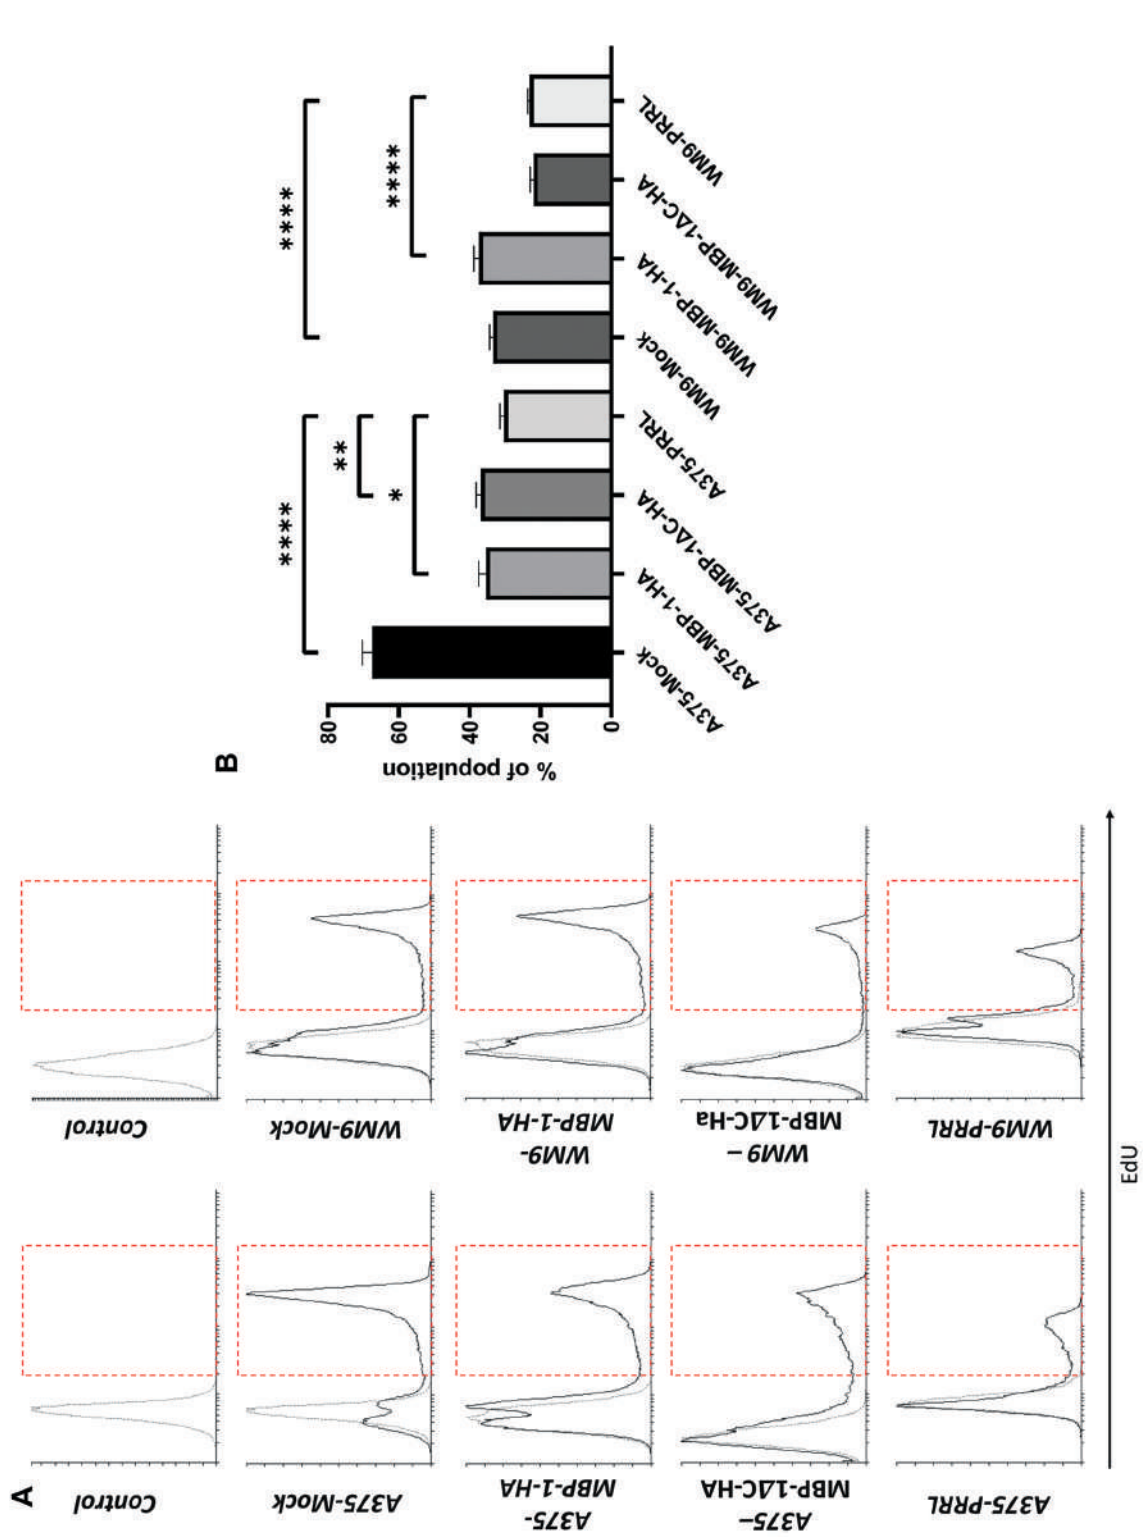 A
Control
A375-Mock
A375-
MBP-1-HA
A375–
MBP-1ΔC-HA
A375-PRRL
Control
WM9-Mock
WM9-
MBP-1-HA
WM9 –
MBP-1ΔC-Ha
WM9-PRRL
EdU
B
% of population
80
60
40
20
0
****
**
*
****
****
A375-Mock
A375-MBP-1-HA
A375-MBP-1ΔC-HA
A375-PRRL
WM9-Mock
WM9-MBP-1-HA
WM9-MBP-1ΔC-HA
WM9-PRRL